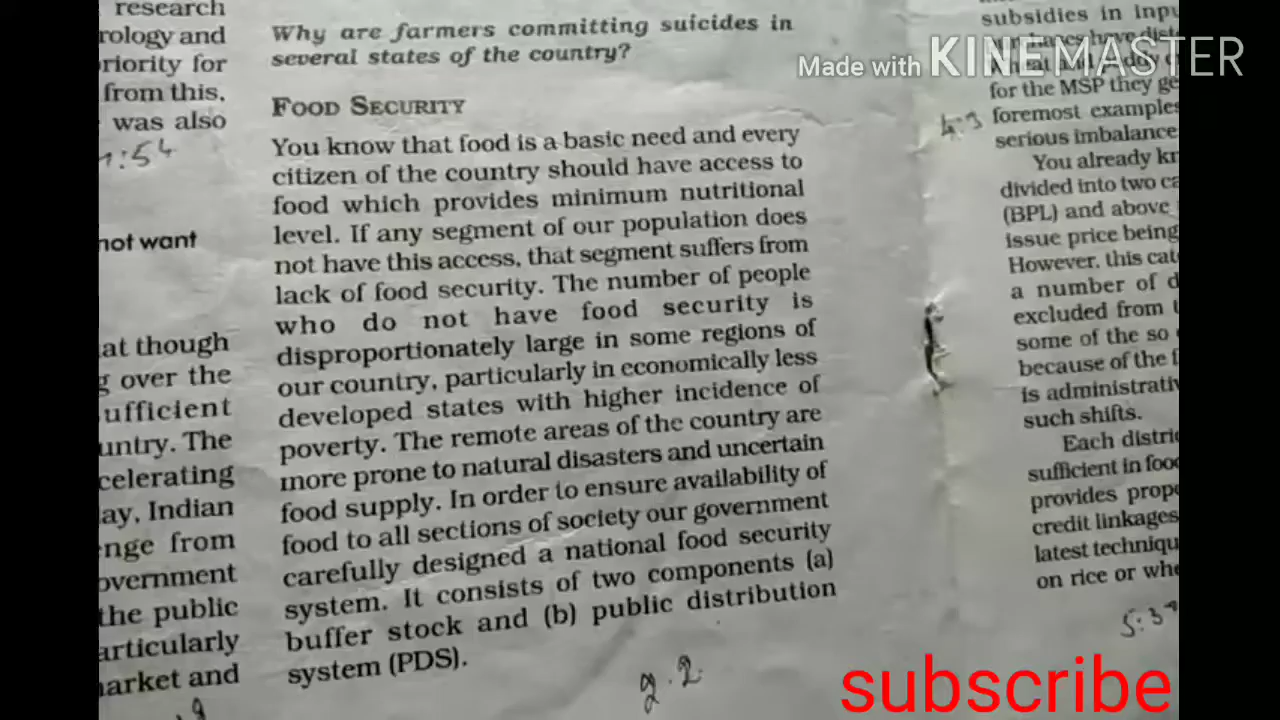 research
rology and
riority for
from this,
was also
1:54
not want
at though
g over the
ufficient
untry. The
celerating
ay, Indian
nge from
overnment
the public
articularly
arket and
Why are farmers committing suicides in
several states of the country?
FOOD SECURITY
You know that food is a basic need and every
citizen of the country should have access to
food which provides minimum nutritional
level. If any segment of our population does
not have this access, that segment suffers from
lack of food security. The number of people
who do not have food security is
disproportionately large in some regions of
our country, particularly in economically less
developed states with higher incidence of
poverty. The remote areas of the country are
more prone to natural disasters and uncertain
food supply. In order to ensure availability of
food to all sections of society our government
carefully designed a national food security
system. It consists of two components (a)
buffer stock and (b) public distribution
system (PDS).
2.2
subsidies in inpu
Made with KINEMASTER
for the MSP they ge
4:3 foremost examples
serious imbalance
You already kn
divided into two ca
(BPL) and above
issue price being
However, this cat
a number of d
excluded from t
some of the so
because of the f
is administrativ
such shifts.
Each distric
sufficient in food
provides prope
credit linkages
latest techniqu
on rice or whe
subscribe